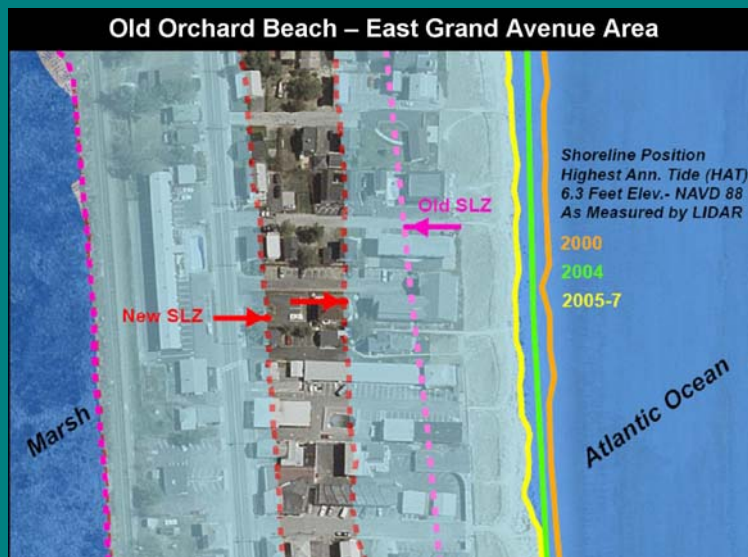 Old Orchard Beach – East Grand Avenue Area
Shoreline Position
Highest Ann. Tide (HAT)
6.3 Feet Elev.- NAVD 88
As Measured by LIDAR
2000
2004
2005-7
Old SLZ
New SLZ
Marsh
Atlantic Ocean